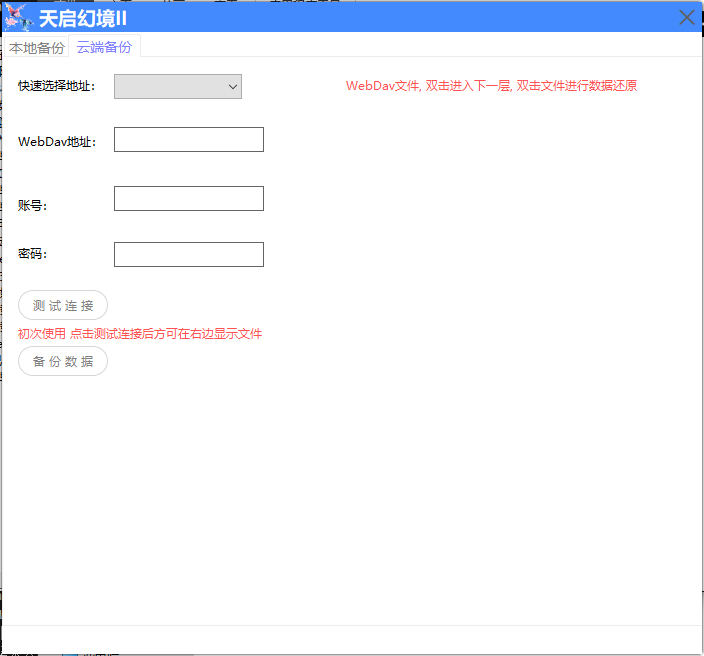 天启幻境II
本地备份 云端备份
快速选择地址：
WebDav文件, 双击进入下一层, 双击文件进行数据还原
WebDav地址：
账号：
密码：
测 试 连 接
初次使用 点击测试连接后方可在右边显示文件
备 份 数 据